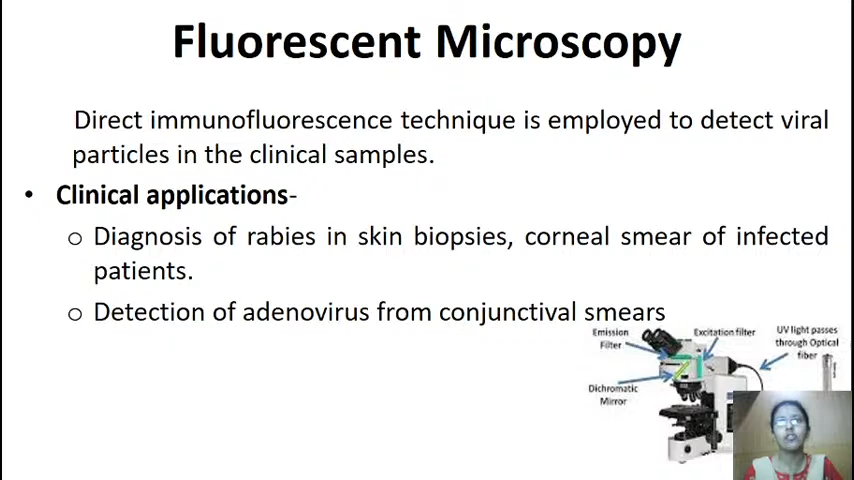 Fluorescent Microscopy
Direct immunofluorescence technique is employed to detect viral
particles in the clinical samples.
• Clinical applications-
o Diagnosis of rabies in skin biopsies, corneal smear of infected
patients.
o Detection of adenovirus from conjunctival smears
Emission
Filter
Excitation filter
UV light passes
through Optical
fiber
Dichromatic
Mirror